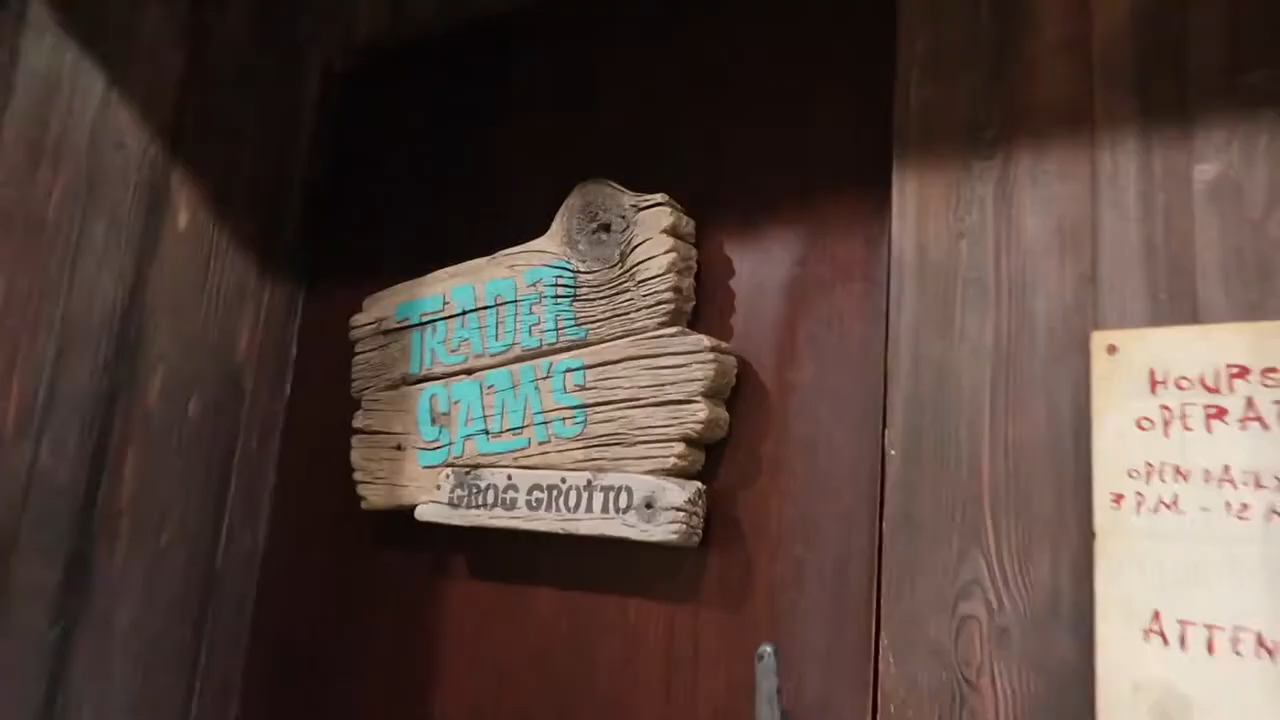 TRADER
SAM'S
GROG GROTTO
HOURS
OPERAT
OPEN DAILY
3 P.M. - 12 A
ATTEN